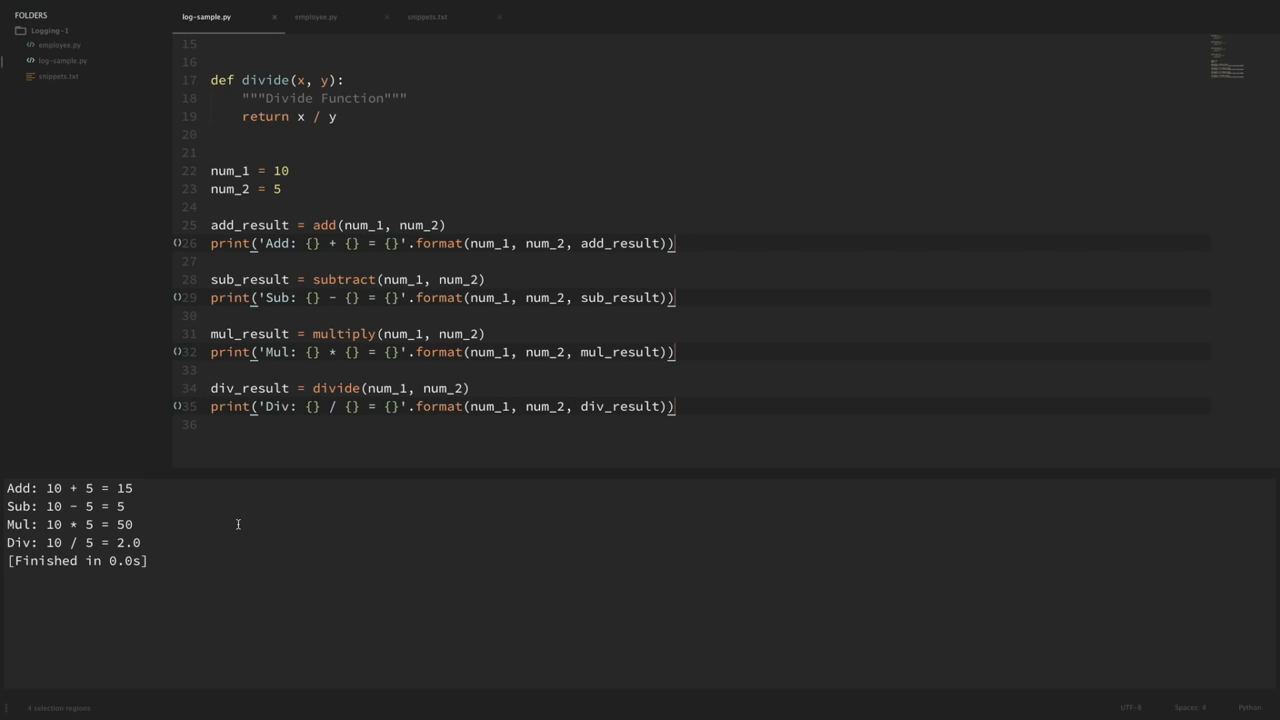 FOLDERS
Logging-1
employee.py
log-sample.py
snippets.txt
log-sample.py × employee.py × snippets.txt ×
15
16
17 def divide(x, y):
18 """Divide Function"""
19 return x / y
20
21
22 num_1 = 10
23 num_2 = 5
24
25 add_result = add(num_1, num_2)
()26 print('Add: {} + {} = {}'.format(num_1, num_2, add_result))
27
28 sub_result = subtract(num_1, num_2)
()29 print('Sub: {} - {} = {}'.format(num_1, num_2, sub_result))
30
31 mul_result = multiply(num_1, num_2)
()32 print('Mul: {} * {} = {}'.format(num_1, num_2, mul_result))
33
34 div_result = divide(num_1, num_2)
()35 print('Div: {} / {} = {}'.format(num_1, num_2, div_result))
36
Add: 10 + 5 = 15
Sub: 10 - 5 = 5
Mul: 10 * 5 = 50
Div: 10 / 5 = 2.0
[Finished in 0.0s]
4 selection regions UTF-8 Spaces: 4 Python